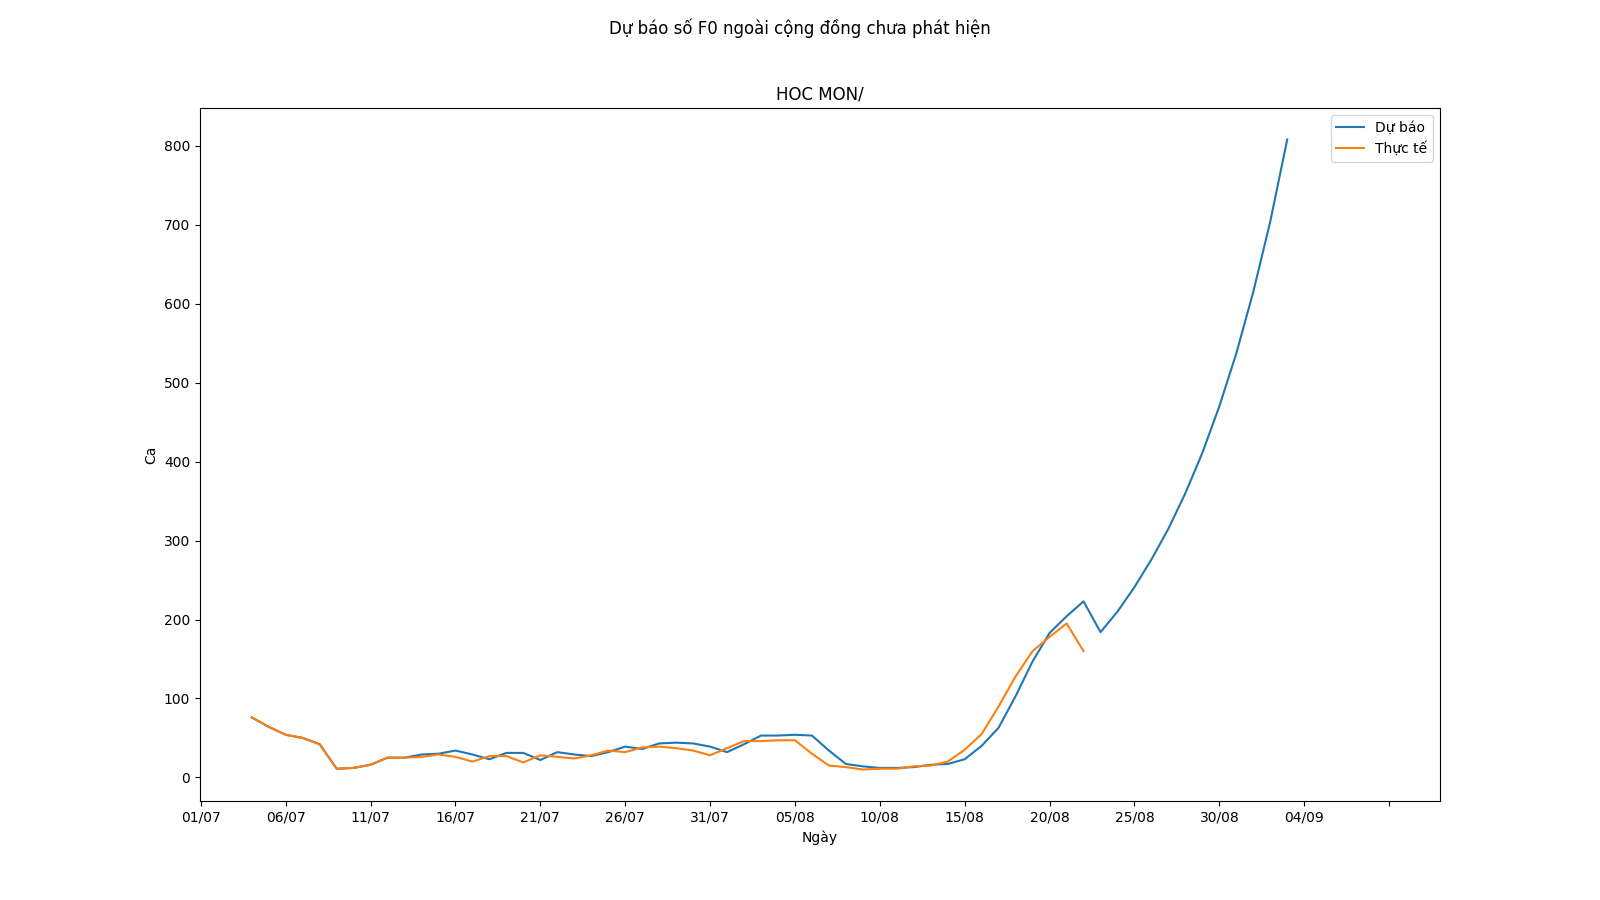 Dự báo số F0 ngoài cộng đồng chưa phát hiện
HOC MON/
Dự báo
Thực tế
800
700
600
500
400
300
200
100
0
Ca
01/07 06/07 11/07 16/07 21/07 26/07 31/07 05/08 10/08 15/08 20/08 25/08 30/08 04/09
Ngày